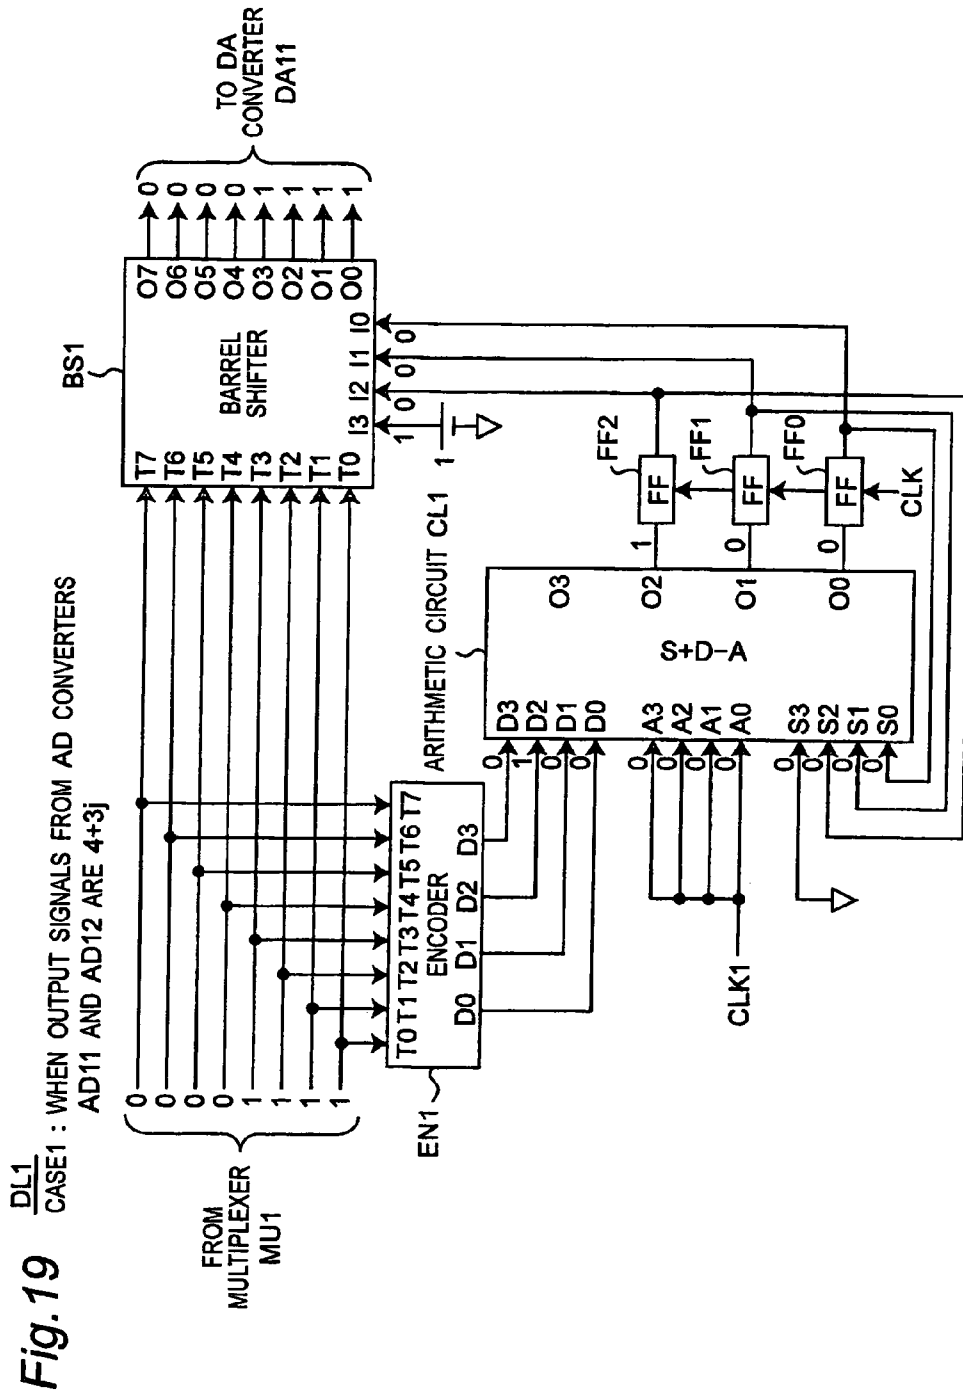 Fig.19
DL1
CASE1 : WHEN OUTPUT SIGNALS FROM AD CONVERTERS
AD11 AND AD12 ARE 4+3j
FROM
MULTIPLEXER
MU1
0
0
0
0
1
1
1
1
EN1
T0 T1 T2 T3 T4 T5 T6 T7
ENCODER
D0 D1 D2 D3
BS1
T7
T6
T5
T4
T3
T2
T1
T0
BARREL
SHIFTER
O7
O6
O5
O4
O3
O2
O1
O0
I3 I2 I1 I0
1 0 0 0
1
0
0
0
0
1
1
1
1
TO DA
CONVERTER
DA11
ARITHMETIC CIRCUIT CL1
0 D3
1 D2
0 D1
0 D0
0 A3
0 A2
0 A1
0 A0
0 S3
0 S2
0 S1
0 S0
S+D-A
O3
O2
O1
O0
1
0
0
FF2
FF
FF1
FF
FF0
FF
CLK
CLK1